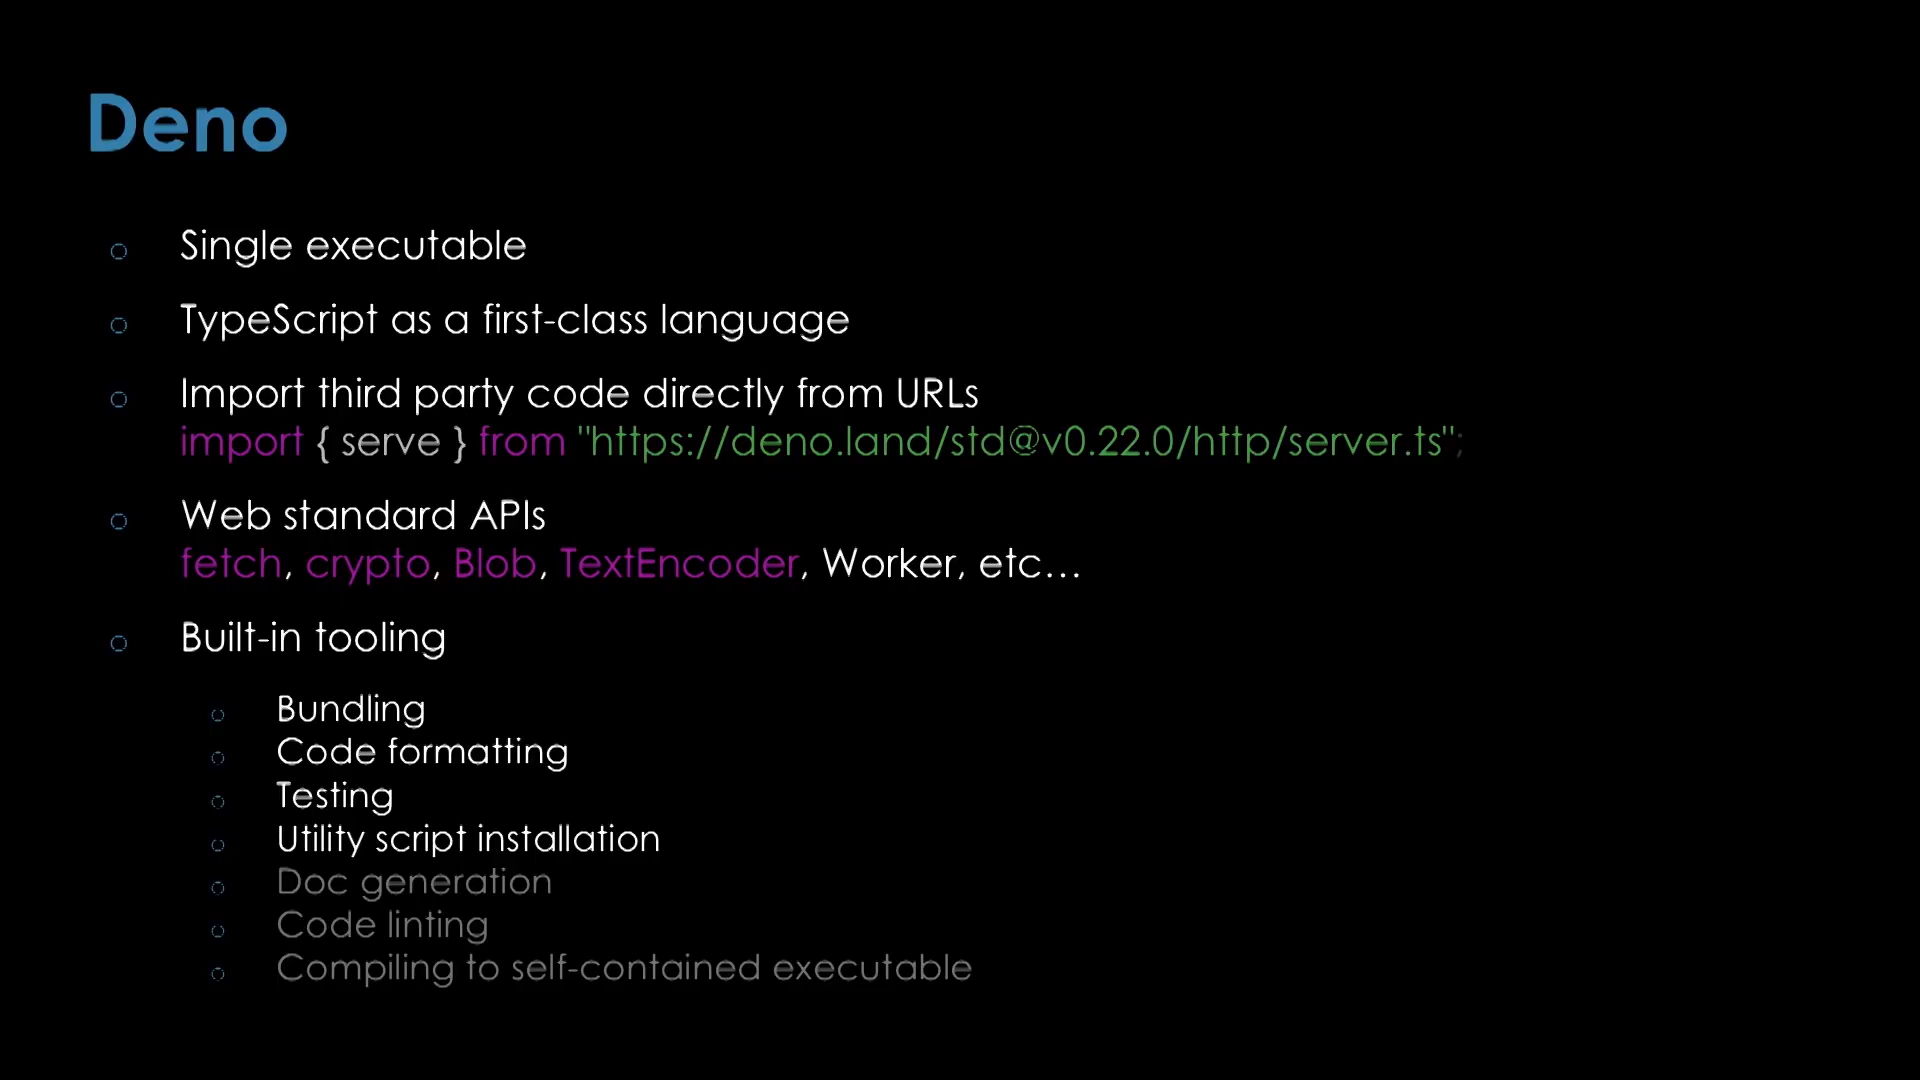 Deno
Single executable
TypeScript as a first-class language
Import third party code directly from URLs
import { serve } from "https://deno.land/std@v0.22.0/http/server.ts";
Web standard APIs
fetch, crypto, Blob, TextEncoder, Worker, etc…
Built-in tooling
Bundling
Code formatting
Testing
Utility script installation
Doc generation
Code linting
Compiling to self-contained executable